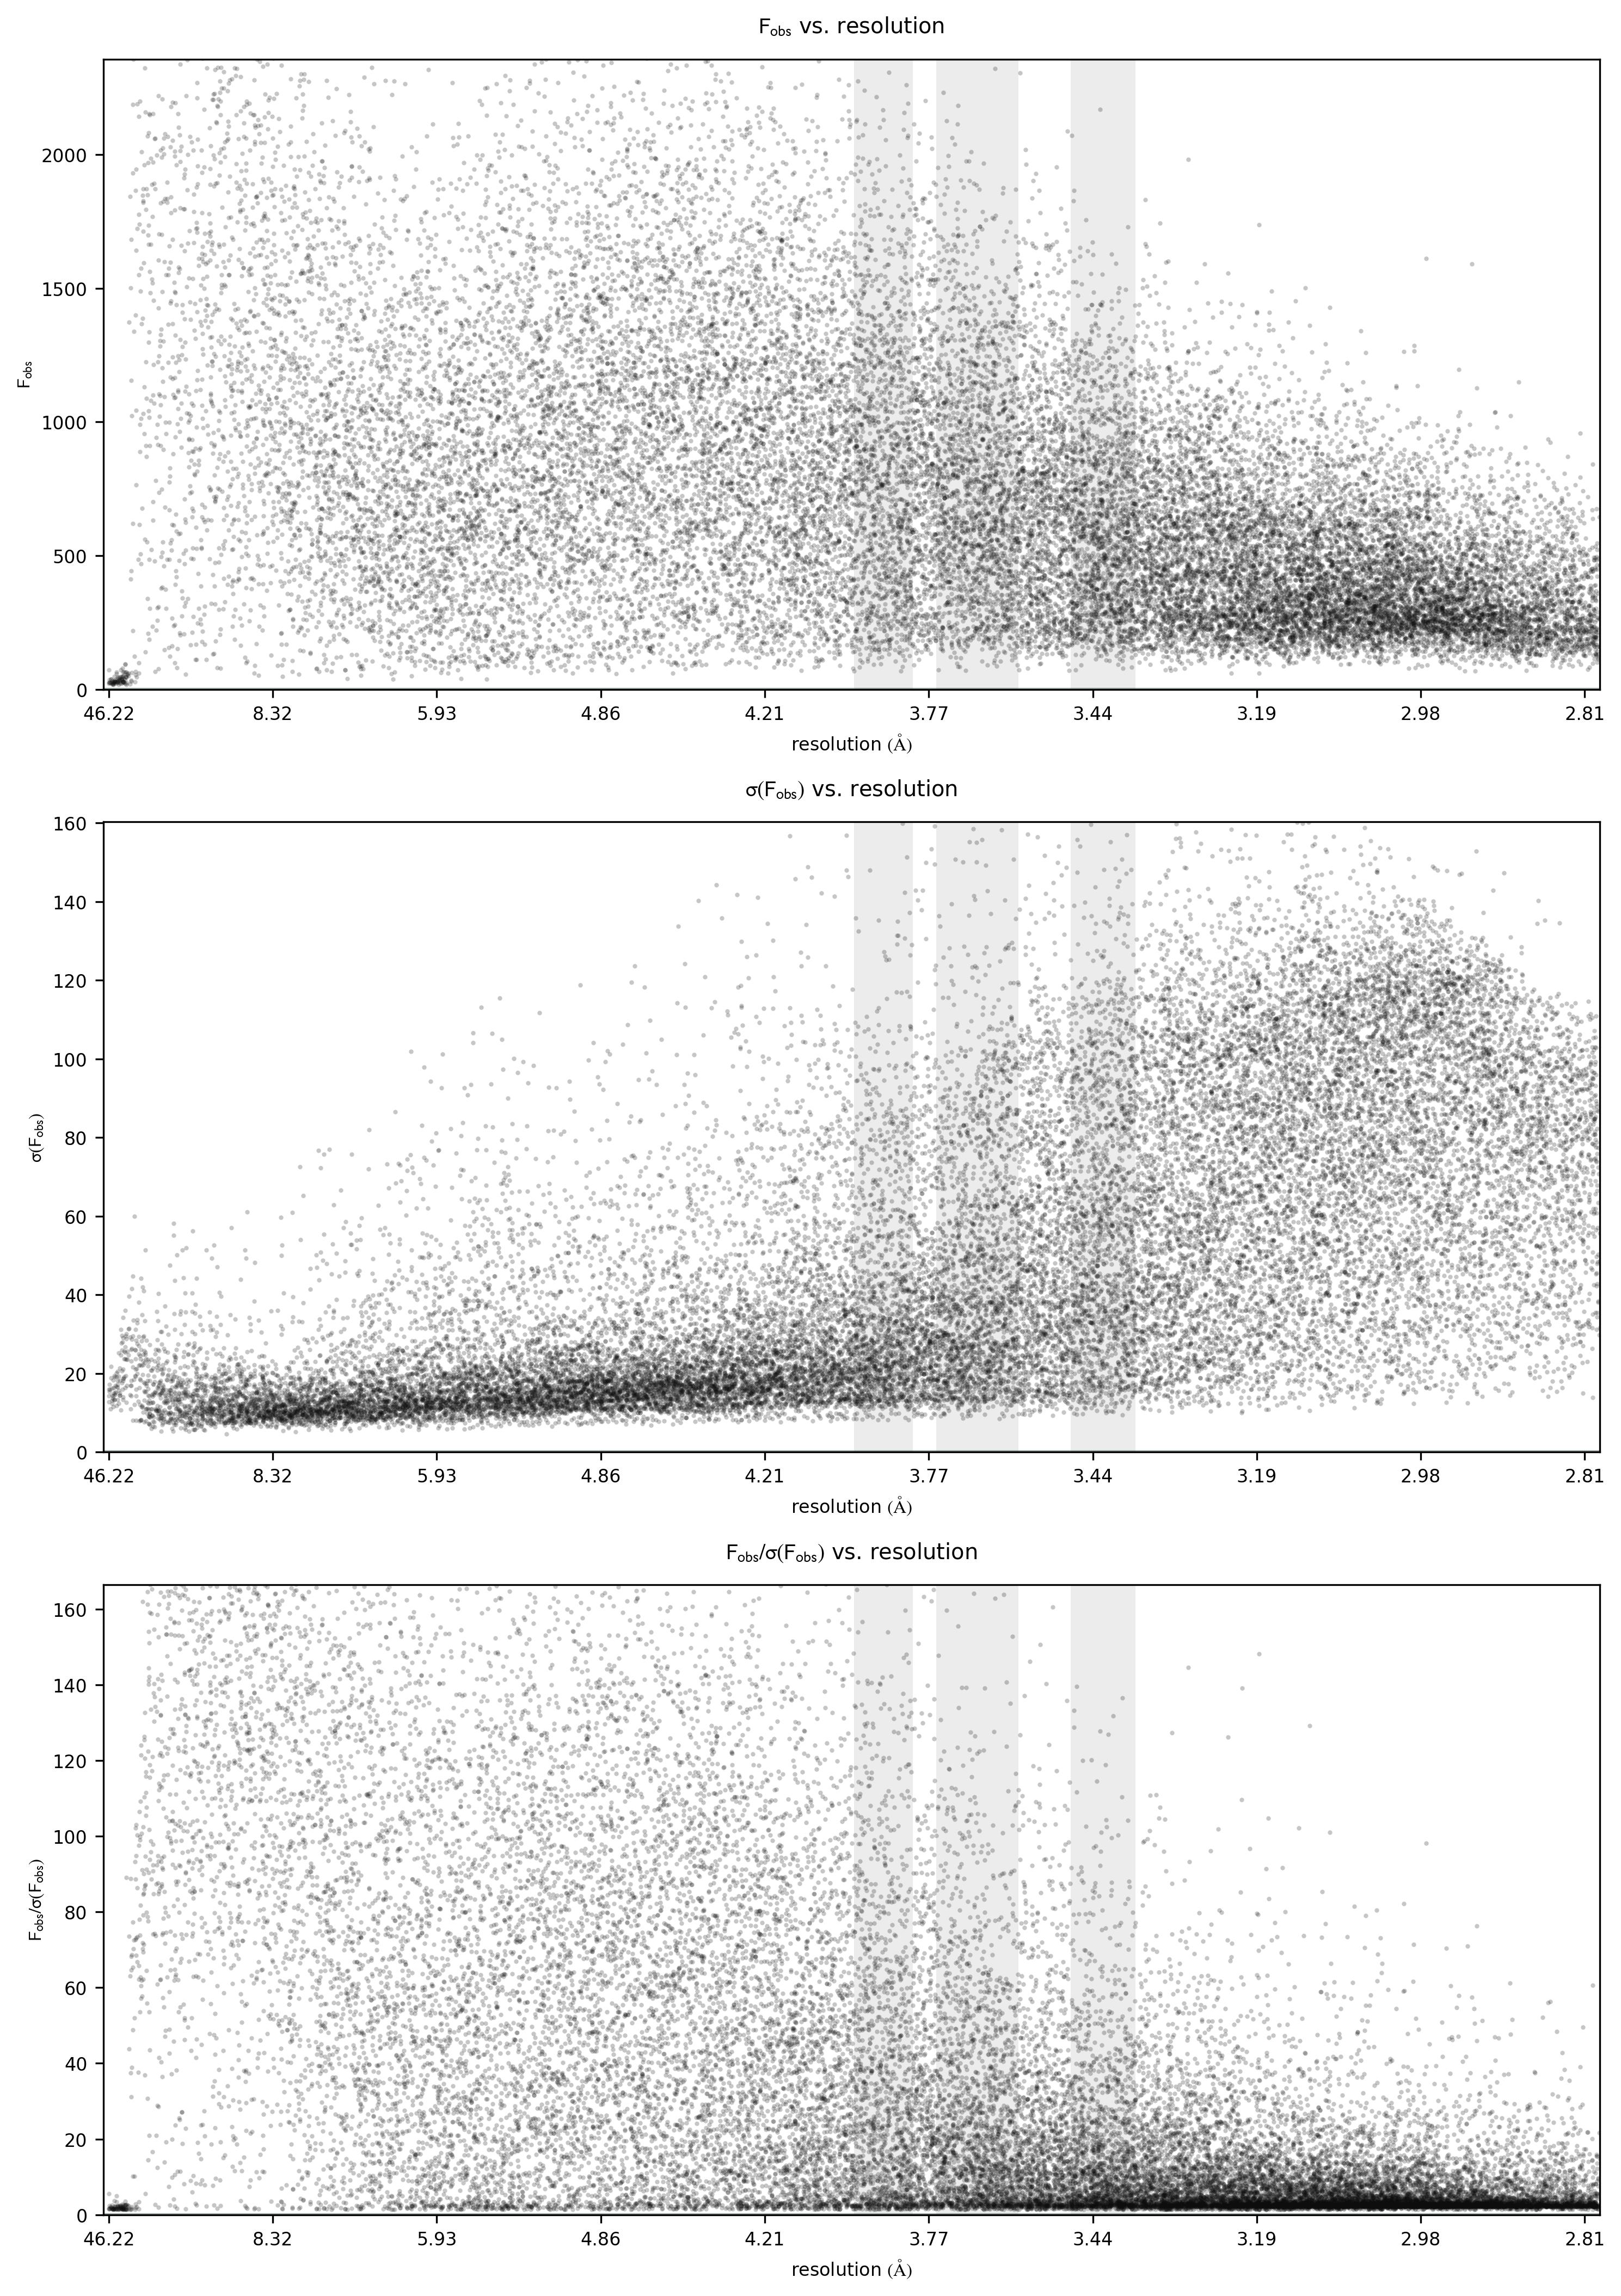 Fobs vs. resolution
2000
1500
1000
500
0
Fobs
46.22 8.32 5.93 4.86 4.21 3.77 3.44 3.19 2.98 2.81
resolution (Å)
σ(Fobs) vs. resolution
160
140
120
100
80
60
40
20
0
σ(Fobs)
46.22 8.32 5.93 4.86 4.21 3.77 3.44 3.19 2.98 2.81
resolution (Å)
Fobs/σ(Fobs) vs. resolution
160
140
120
100
80
60
40
20
0
Fobs/σ(Fobs)
46.22 8.32 5.93 4.86 4.21 3.77 3.44 3.19 2.98 2.81
resolution (Å)